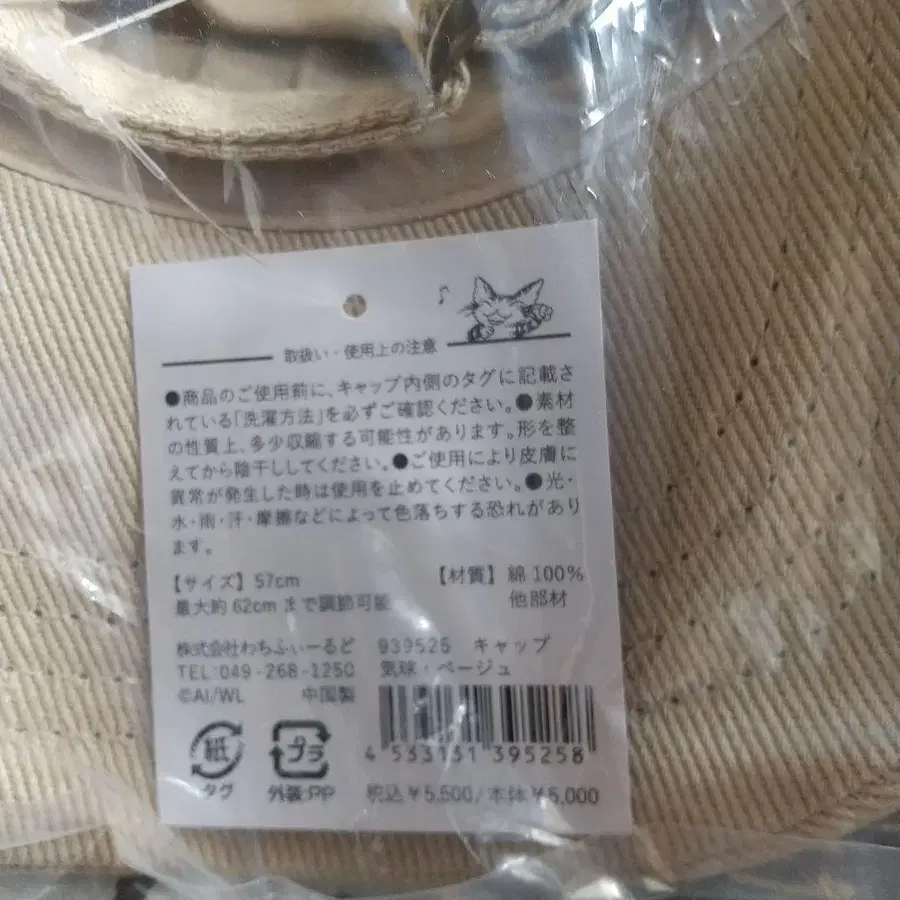 取扱い・使用上の注意
●商品のご使用前に、キャップ内側のタグに記載さ
れている「洗濯方法」を必ずご確認ください。●素材
の性質上、多少収縮する可能性があります。形を整
えてから陰干ししてください。●ご使用により皮膚に
異常が発生した時は使用を止めてください。●光・
水・雨・汗・摩擦などによって色落ちする恐れがあり
ます。
【サイズ】57cm 【材質】綿100%
最大約62cmまで調節可能 他部材
株式会社わちふぃーるど 939525 キャップ
TEL:049-268-1250 気球・ベージュ
©AI/WL 中国製
4 533131 395258
紙 プラ
タグ 外装:PP 税込¥5,500/本体¥5,000